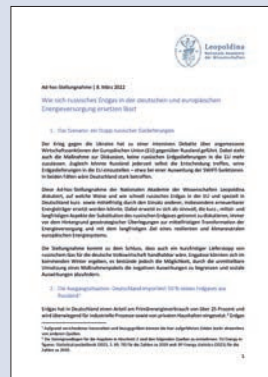 Leopoldina
Nationale Akademie
der Wissenschaften
Ad-hoc-Stellungnahme | 8. März 2022
Wie sich russisches Erdgas in der deutschen und europäischen
Energieversorgung ersetzen lässt
1. Das Szenario: ein Stopp russischer Gaslieferungen
Der Krieg gegen die Ukraine hat zu einer intensiven Debatte über angemessene
Wirtschaftssanktionen der Europäischen Union (EU) gegenüber Russland geführt. Dabei steht
auch die Maßnahme zur Diskussion, keine russischen Erdgaslieferungen in die EU mehr
zuzulassen. Zugleich könnte Russland jederzeit selbst die Entscheidung treffen, seine
Erdgaslieferungen in die EU einzustellen – etwa bei einer Ausweitung der SWIFT-Sanktionen.
In beiden Fällen wäre Deutschland stark betroffen.
Diese Ad-hoc-Stellungnahme der Nationalen Akademie der Wissenschaften Leopoldina
diskutiert, auf welche Weise und wie schnell russisches Erdgas in der EU und speziell in
Deutschland kurz- sowie mittelfristig durch den Einsatz anderer, insbesondere erneuerbarer
Energieträger ersetzt werden könnte. Dabei erweist es sich als sinnvoll, die kurz-, mittel- und
langfristigen Aspekte der Substitution des russischen Erdgases getrennt zu diskutieren, immer
vor dem Hintergrund geostrategischer Überlegungen zur mittelfristigen Transformation der
Energieversorgung und mit dem langfristigen Ziel eines resilienten und klimaneutralen
europäischen Energiesystems.
Die Stellungnahme kommt zu dem Schluss, dass auch ein kurzfristiger Lieferstopp von
russischem Gas für die deutsche Volkswirtschaft handhabbar wäre. Engpässe könnten sich im
kommenden Winter ergeben, es bestünde jedoch die Möglichkeit, durch die unmittelbare
Umsetzung eines Maßnahmenpakets die negativen Auswirkungen zu begrenzen und soziale
Auswirkungen abzufedern.
2. Die Ausgangssituation: Deutschland importiert 55 % seines Erdgases aus
Russland¹
Erdgas hat in Deutschland einen Anteil am Primärenergieverbrauch von über 25 Prozent und
wird überwiegend für industrielle Prozesse sowie von privaten Haushalten eingesetzt.² Erdgas
1